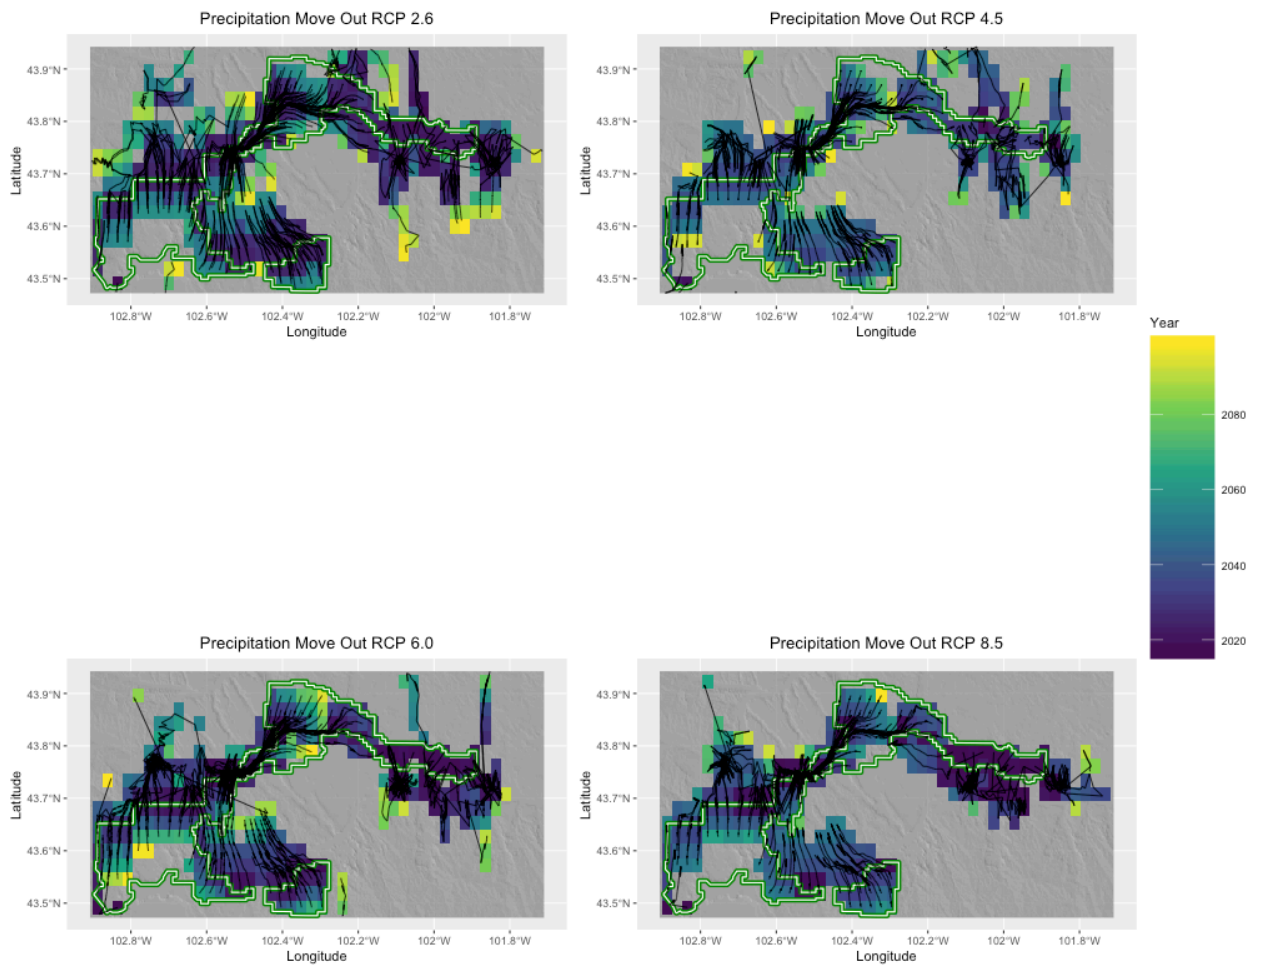 Precipitation Move Out RCP 2.6
43.9°N
43.8°N
43.7°N
43.6°N
43.5°N
Latitude
102.8°W 102.6°W 102.4°W 102.2°W 102°W 101.8°W
Longitude
Precipitation Move Out RCP 4.5
43.9°N
43.8°N
43.7°N
43.6°N
43.5°N
Latitude
102.8°W 102.6°W 102.4°W 102.2°W 102°W 101.8°W
Longitude
Year
2080
2060
2040
2020
Precipitation Move Out RCP 6.0
43.9°N
43.8°N
43.7°N
43.6°N
43.5°N
Latitude
102.8°W 102.6°W 102.4°W 102.2°W 102°W 101.8°W
Longitude
Precipitation Move Out RCP 8.5
43.9°N
43.8°N
43.7°N
43.6°N
43.5°N
Latitude
102.8°W 102.6°W 102.4°W 102.2°W 102°W 101.8°W
Longitude